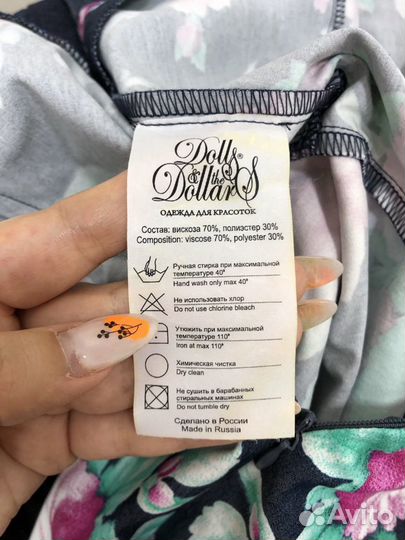 Dolls
& the
Dollars
ОДЕЖДА ДЛЯ КРАСОТОК
Состав: вискоза 70%, полиэстер 30%
Composition: viscose 70%, polyester 30%
Ручная стирка при максимальной
температуре 40°
Hand wash only max 40°
Не использовать хлор
Do not use chlorine bleach
Утюжить при максимальной
температуре 110°
Iron at max 110°
Химическая чистка
Dry clean
Не сушить в барабанных
стиральных машинах
Do not tumble dry
Сделано в России
Made in Russia
Avito